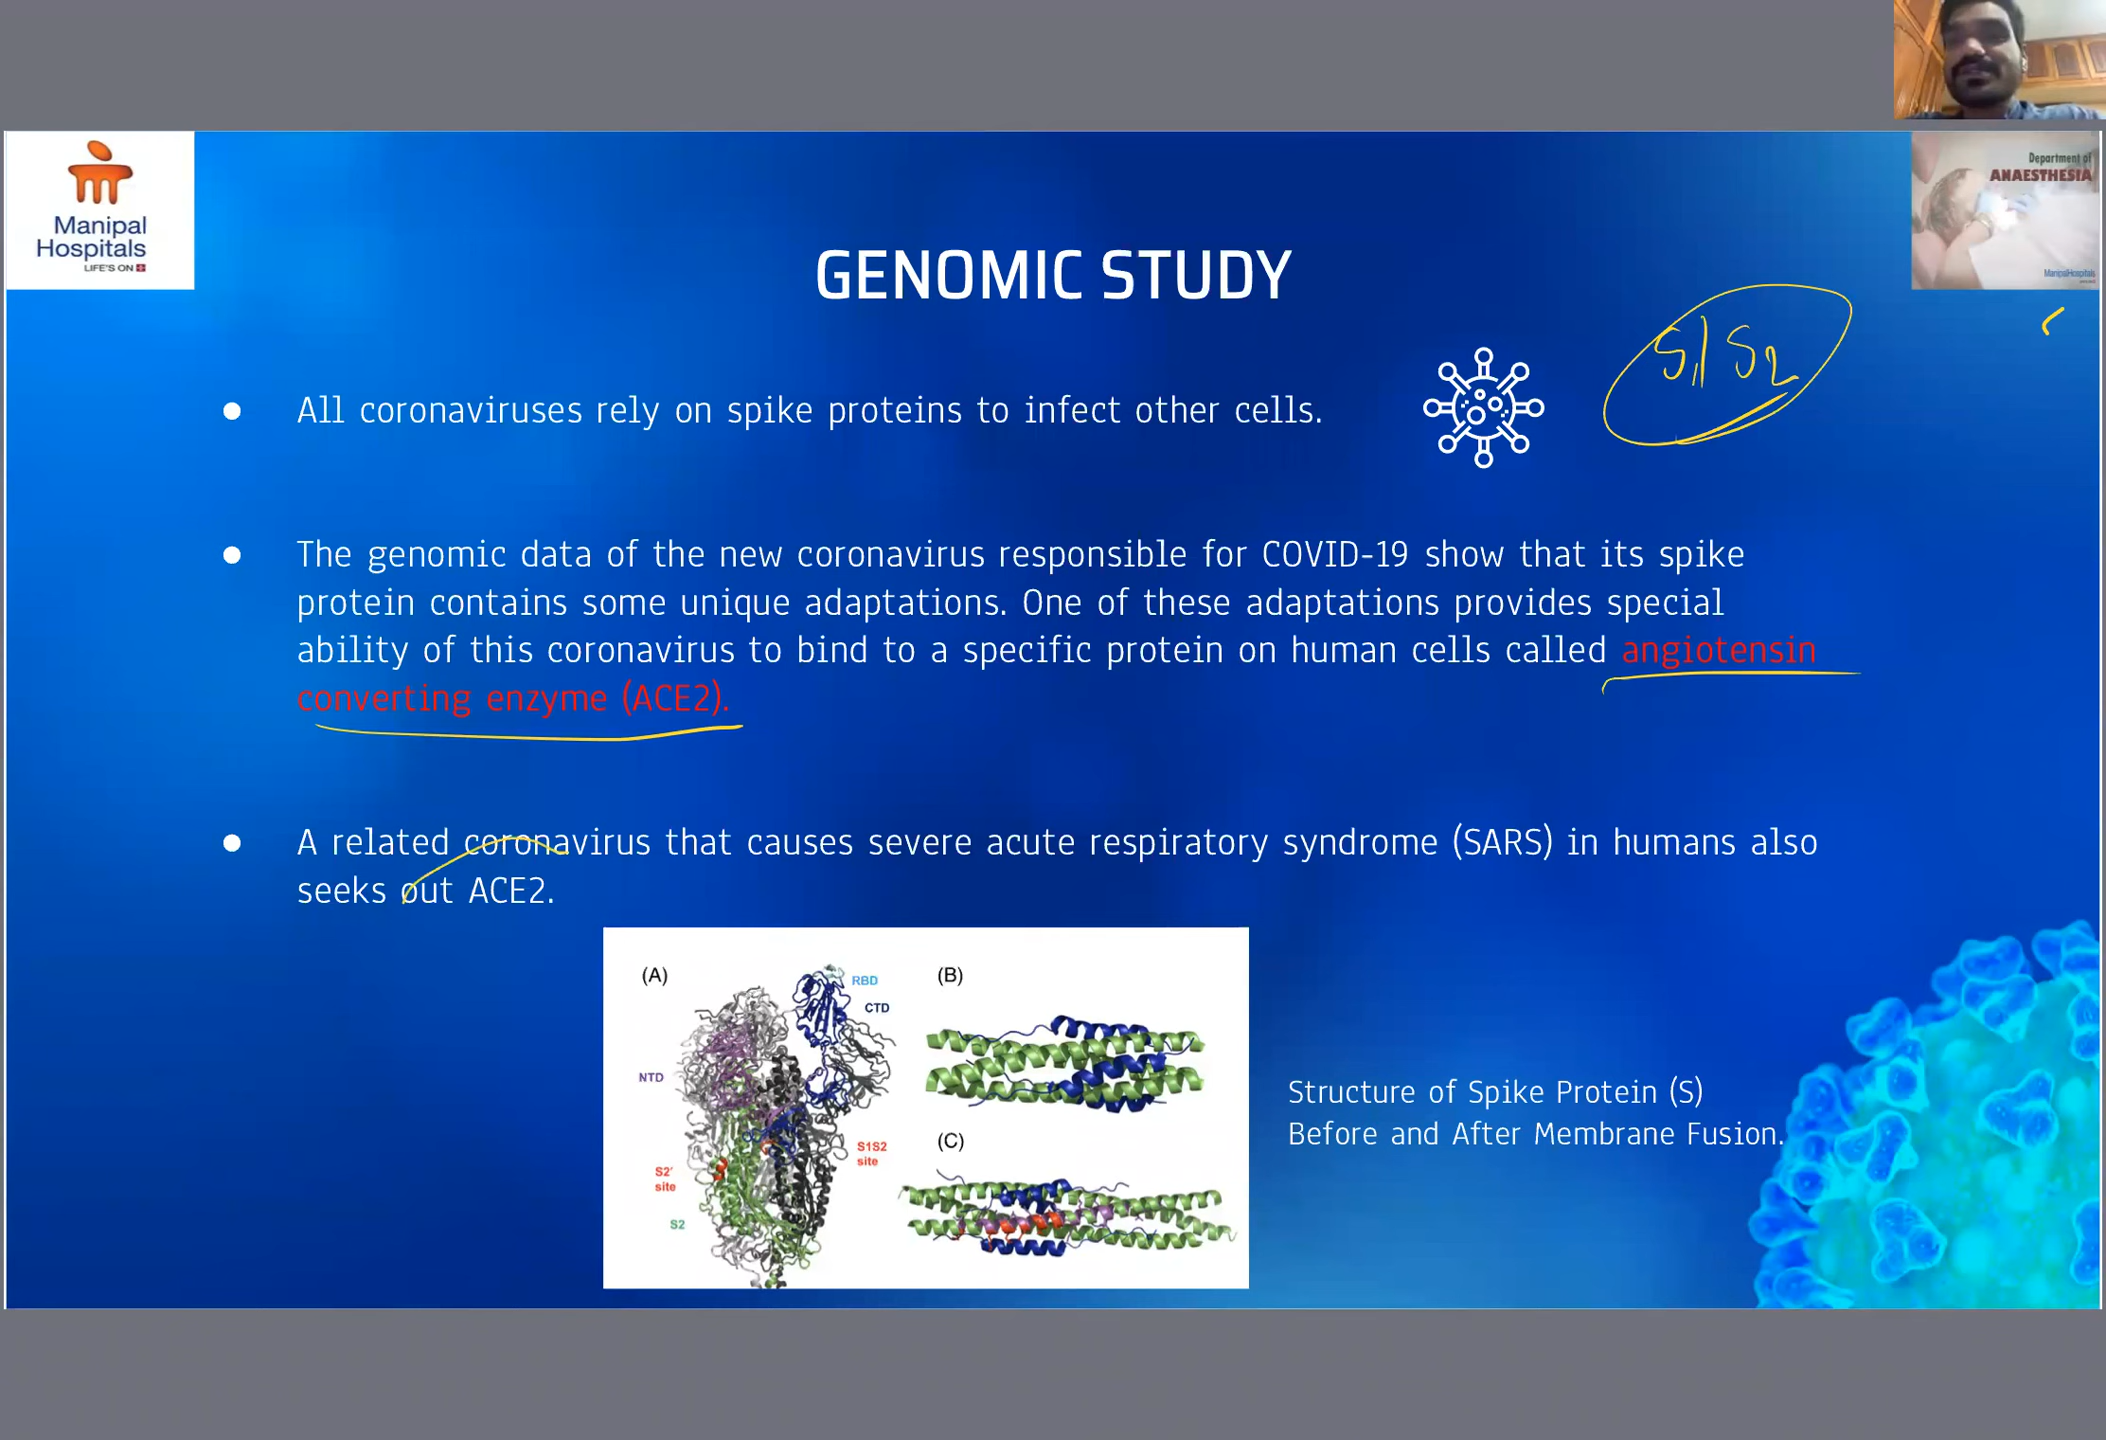 Manipal
Hospitals
LIFE'S ON
Department of
ANAESTHESIA
ManipalHospitals
GENOMIC STUDY
S1/S2
● All coronaviruses rely on spike proteins to infect other cells.
● The genomic data of the new coronavirus responsible for COVID-19 show that its spike
protein contains some unique adaptations. One of these adaptations provides special
ability of this coronavirus to bind to a specific protein on human cells called angiotensin
converting enzyme (ACE2).
● A related coronavirus that causes severe acute respiratory syndrome (SARS) in humans also
seeks out ACE2.
(A)
RBD
CTD
NTD
S1S2
site
S2'
site
S2
(B)
(C)
Structure of Spike Protein (S)
Before and After Membrane Fusion.